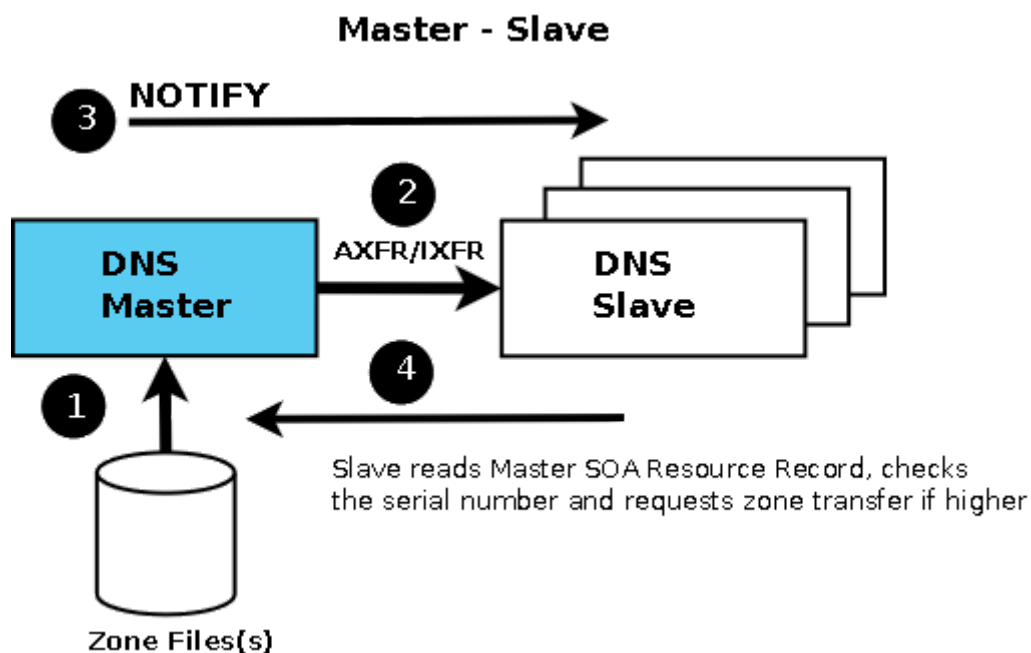 Master - Slave
3
NOTIFY
2
AXFR/IXFR
DNS
Master
DNS
Slave
1
4
Slave reads Master SOA Resource Record, checks
the serial number and requests zone transfer if higher
Zone Files(s)